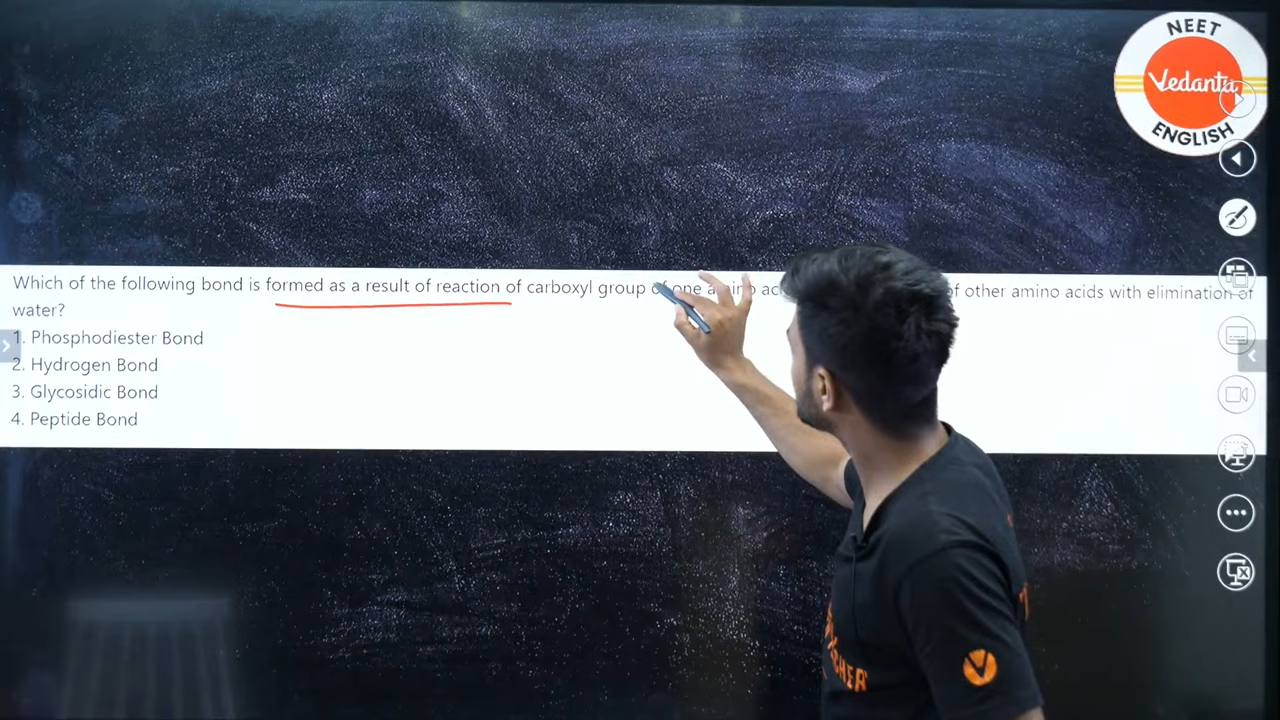 NEET
Vedantu
ENGLISH
Which of the following bond is formed as a result of reaction of carboxyl group of one amino of other amino acids with elimination of
water?
1. Phosphodiester Bond
2. Hydrogen Bond
3. Glycosidic Bond
4. Peptide Bond